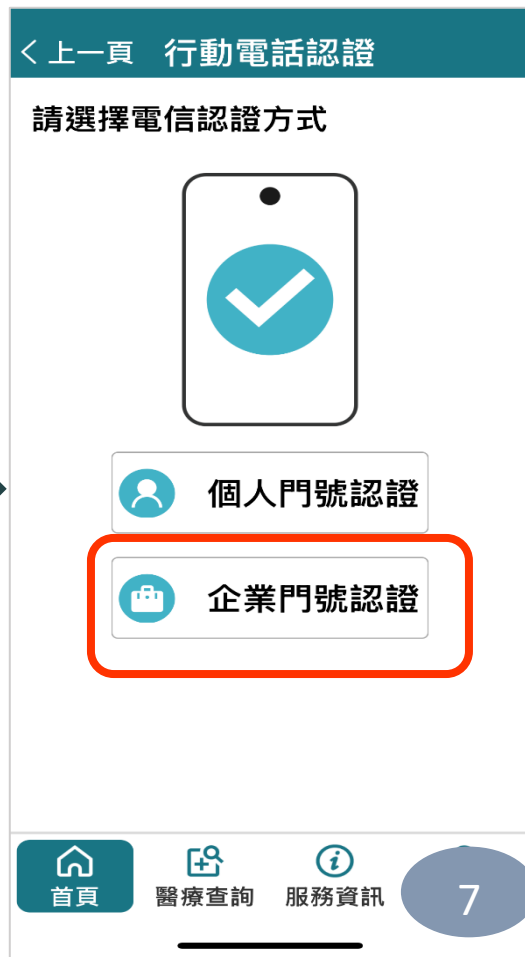 上一頁 行動電話認證
請選擇電信認證方式
個人門號認證
企業門號認證
首頁 醫療查詢 服務資訊 7